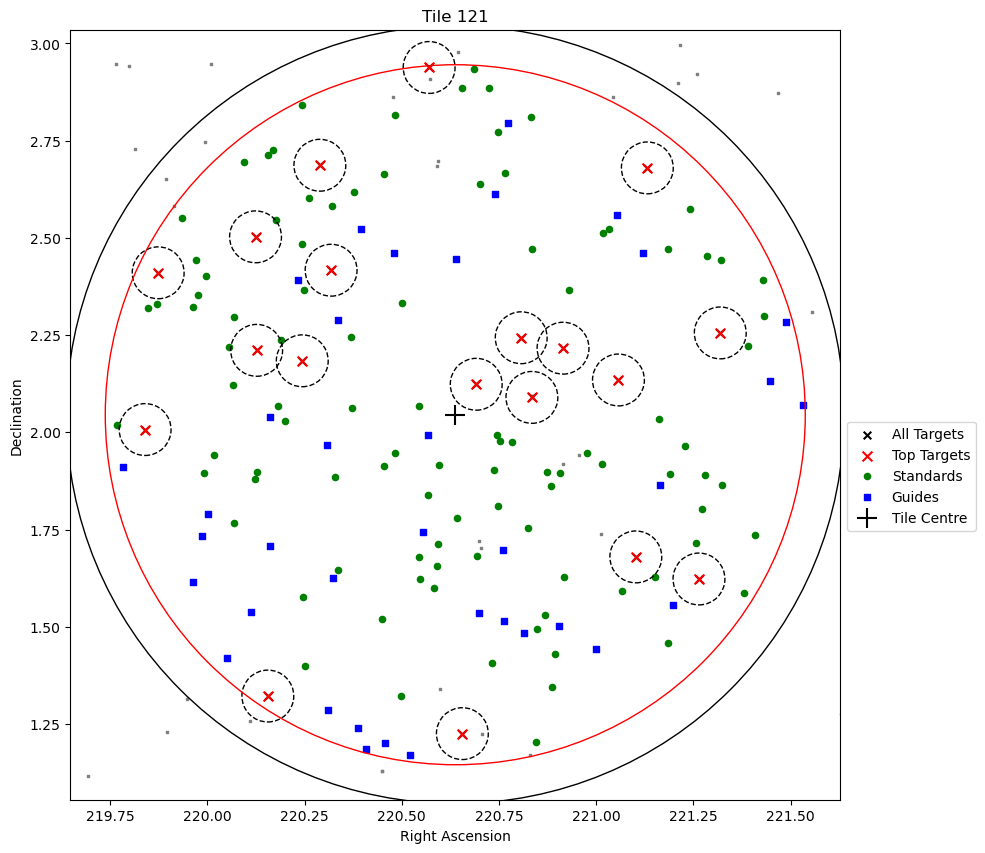 Tile 121
3.00
2.75
2.50
2.25
2.00
1.75
1.50
1.25
Declination
219.75
220.00
220.25
220.50
220.75
221.00
221.25
221.50
Right Ascension
All Targets
Top Targets
Standards
Guides
Tile Centre